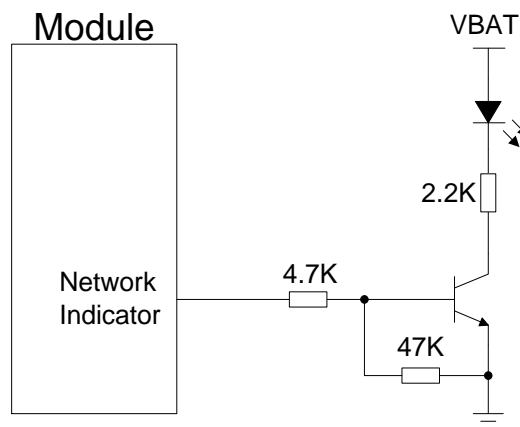 Module
VBAT
2.2K
4.7K
Network
Indicator
47K